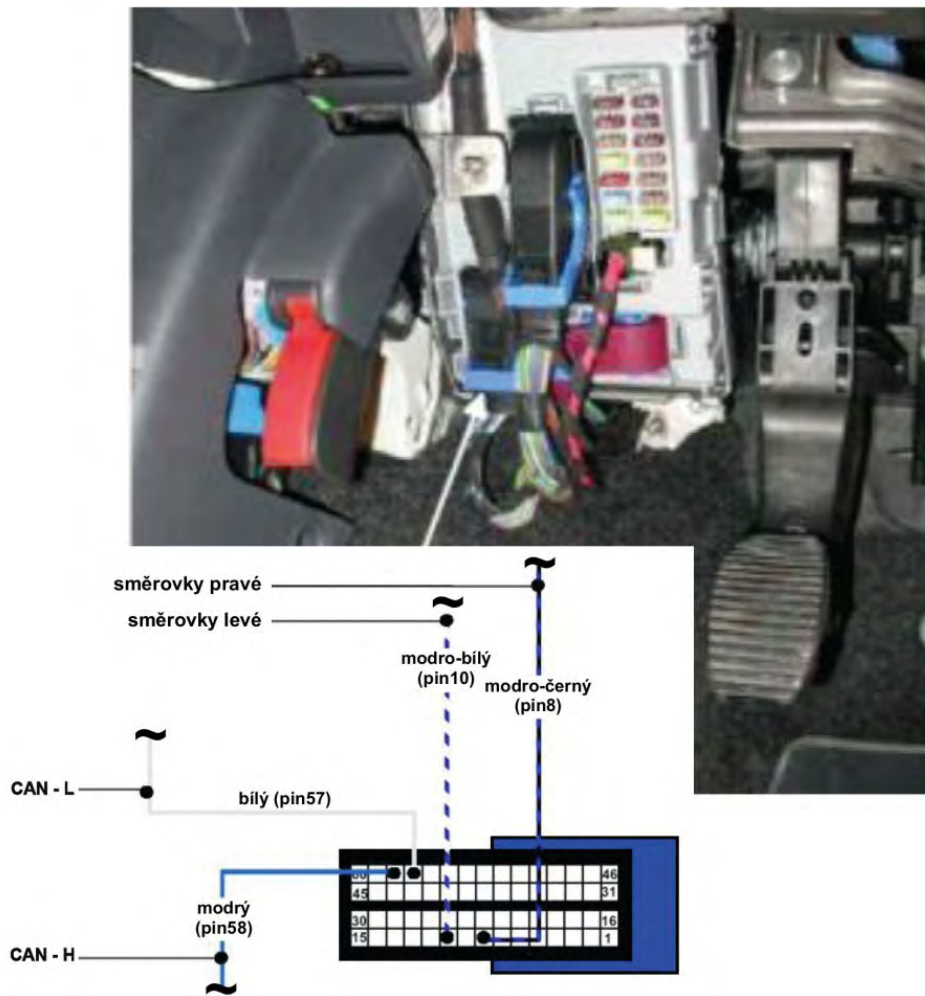 směrovky pravé
směrovky levé
modro-bílý
(pin10)
modro-černý
(pin8)
CAN - L
bílý (pin57)
60
46
45
31
modrý
(pin58)
30
16
15
1
CAN - H